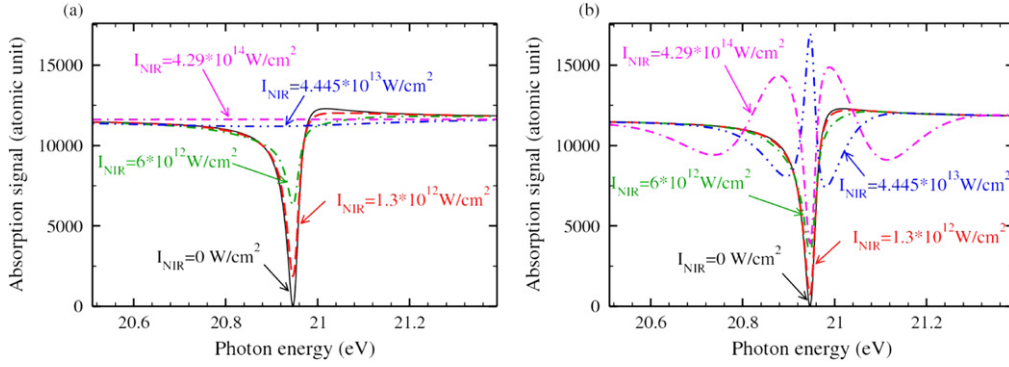 (a)
15000
10000
5000
0
Absorption signal (atomic unit)
I_NIR=4.29*10^14W/cm^2
I_NIR=4.445*10^13W/cm^2
I_NIR=6*10^12W/cm^2
I_NIR=1.3*10^12W/cm^2
I_NIR=0 W/cm^2
20.6 20.8 21 21.2
Photon energy (eV)
(b)
15000
10000
5000
0
Absorption signal (atomic unit)
I_NIR=4.29*10^14W/cm^2
I_NIR=6*10^12W/cm^2
I_NIR=4.445*10^13W/cm^2
I_NIR=1.3*10^12W/cm^2
I_NIR=0 W/cm^2
20.6 20.8 21 21.2
Photon energy (eV)